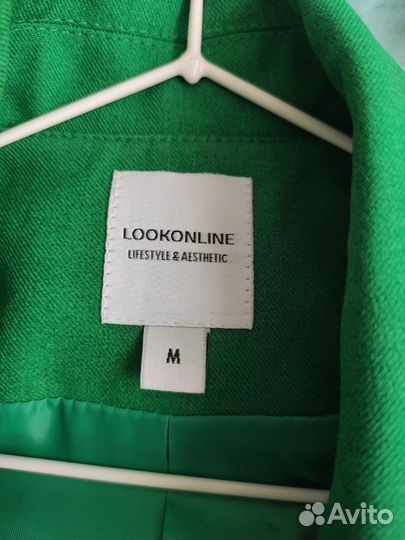 LOOKONLINE
LIFESTYLE & AESTHETIC
M
Avito